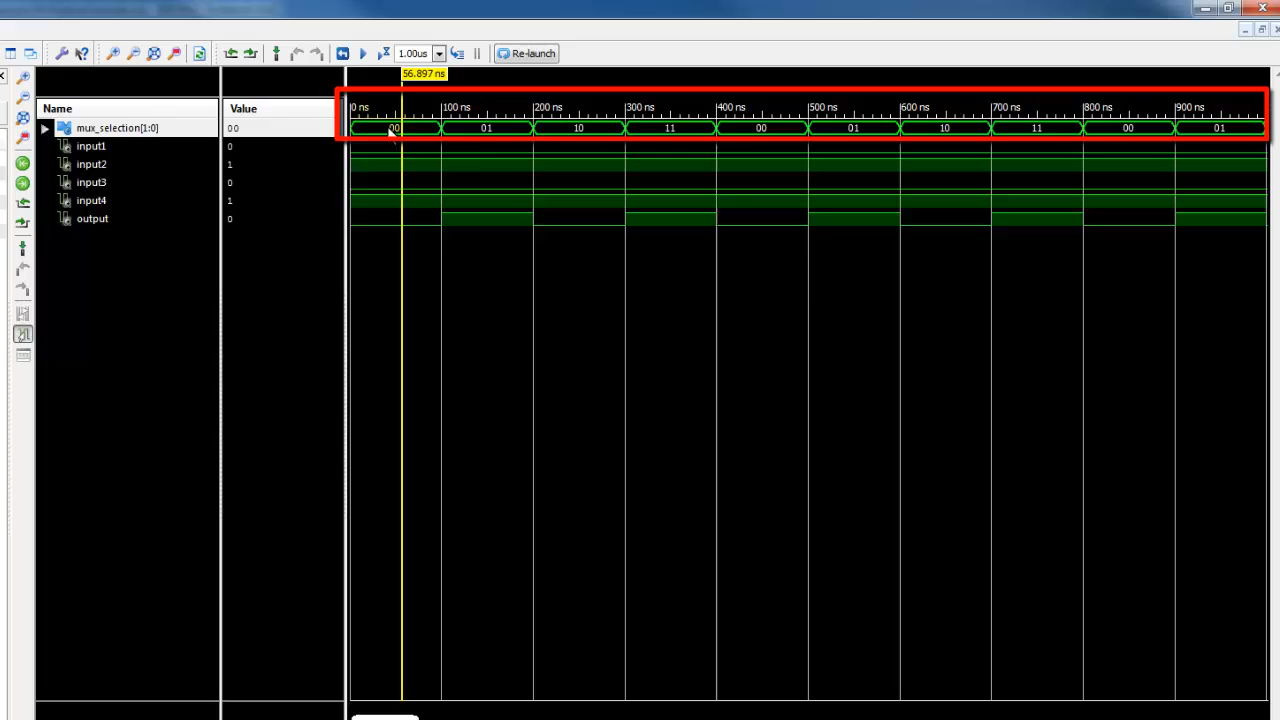 1.00us Re-launch
56.897 ns
Name Value 0 ns 100 ns 200 ns 300 ns 400 ns 500 ns 600 ns 700 ns 800 ns 900 ns
mux_selection[1:0] 00 00 01 10 11 00 01 10 11 00 01
input1 0
input2 1
input3 0
input4 1
output 0